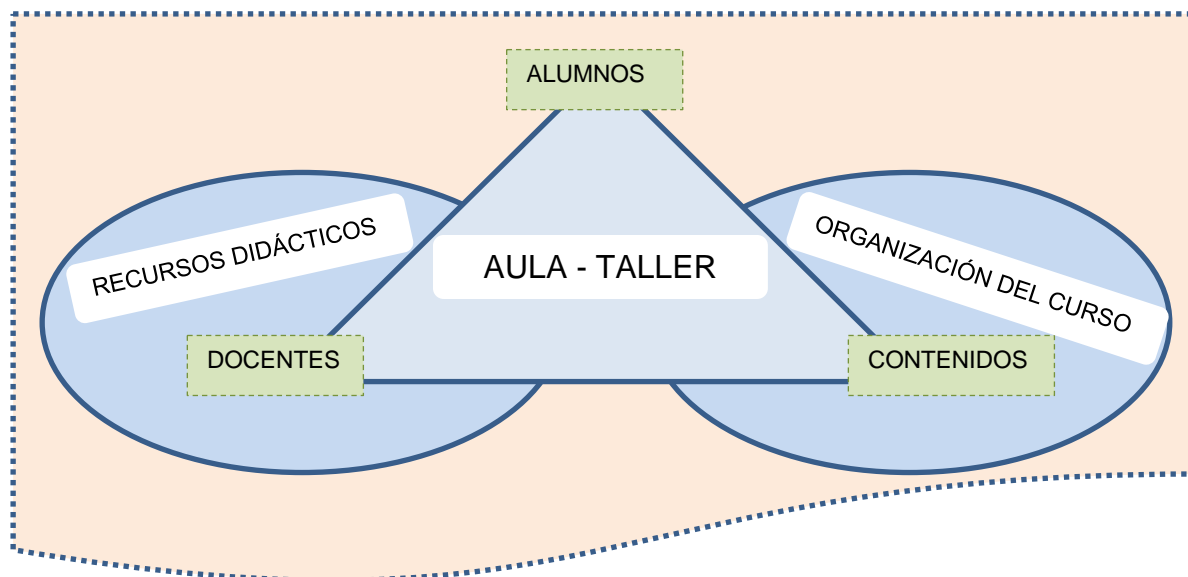 ALUMNOS
RECURSOS DIDÁCTICOS
ORGANIZACIÓN DEL CURSO
AULA - TALLER
DOCENTES
CONTENIDOS